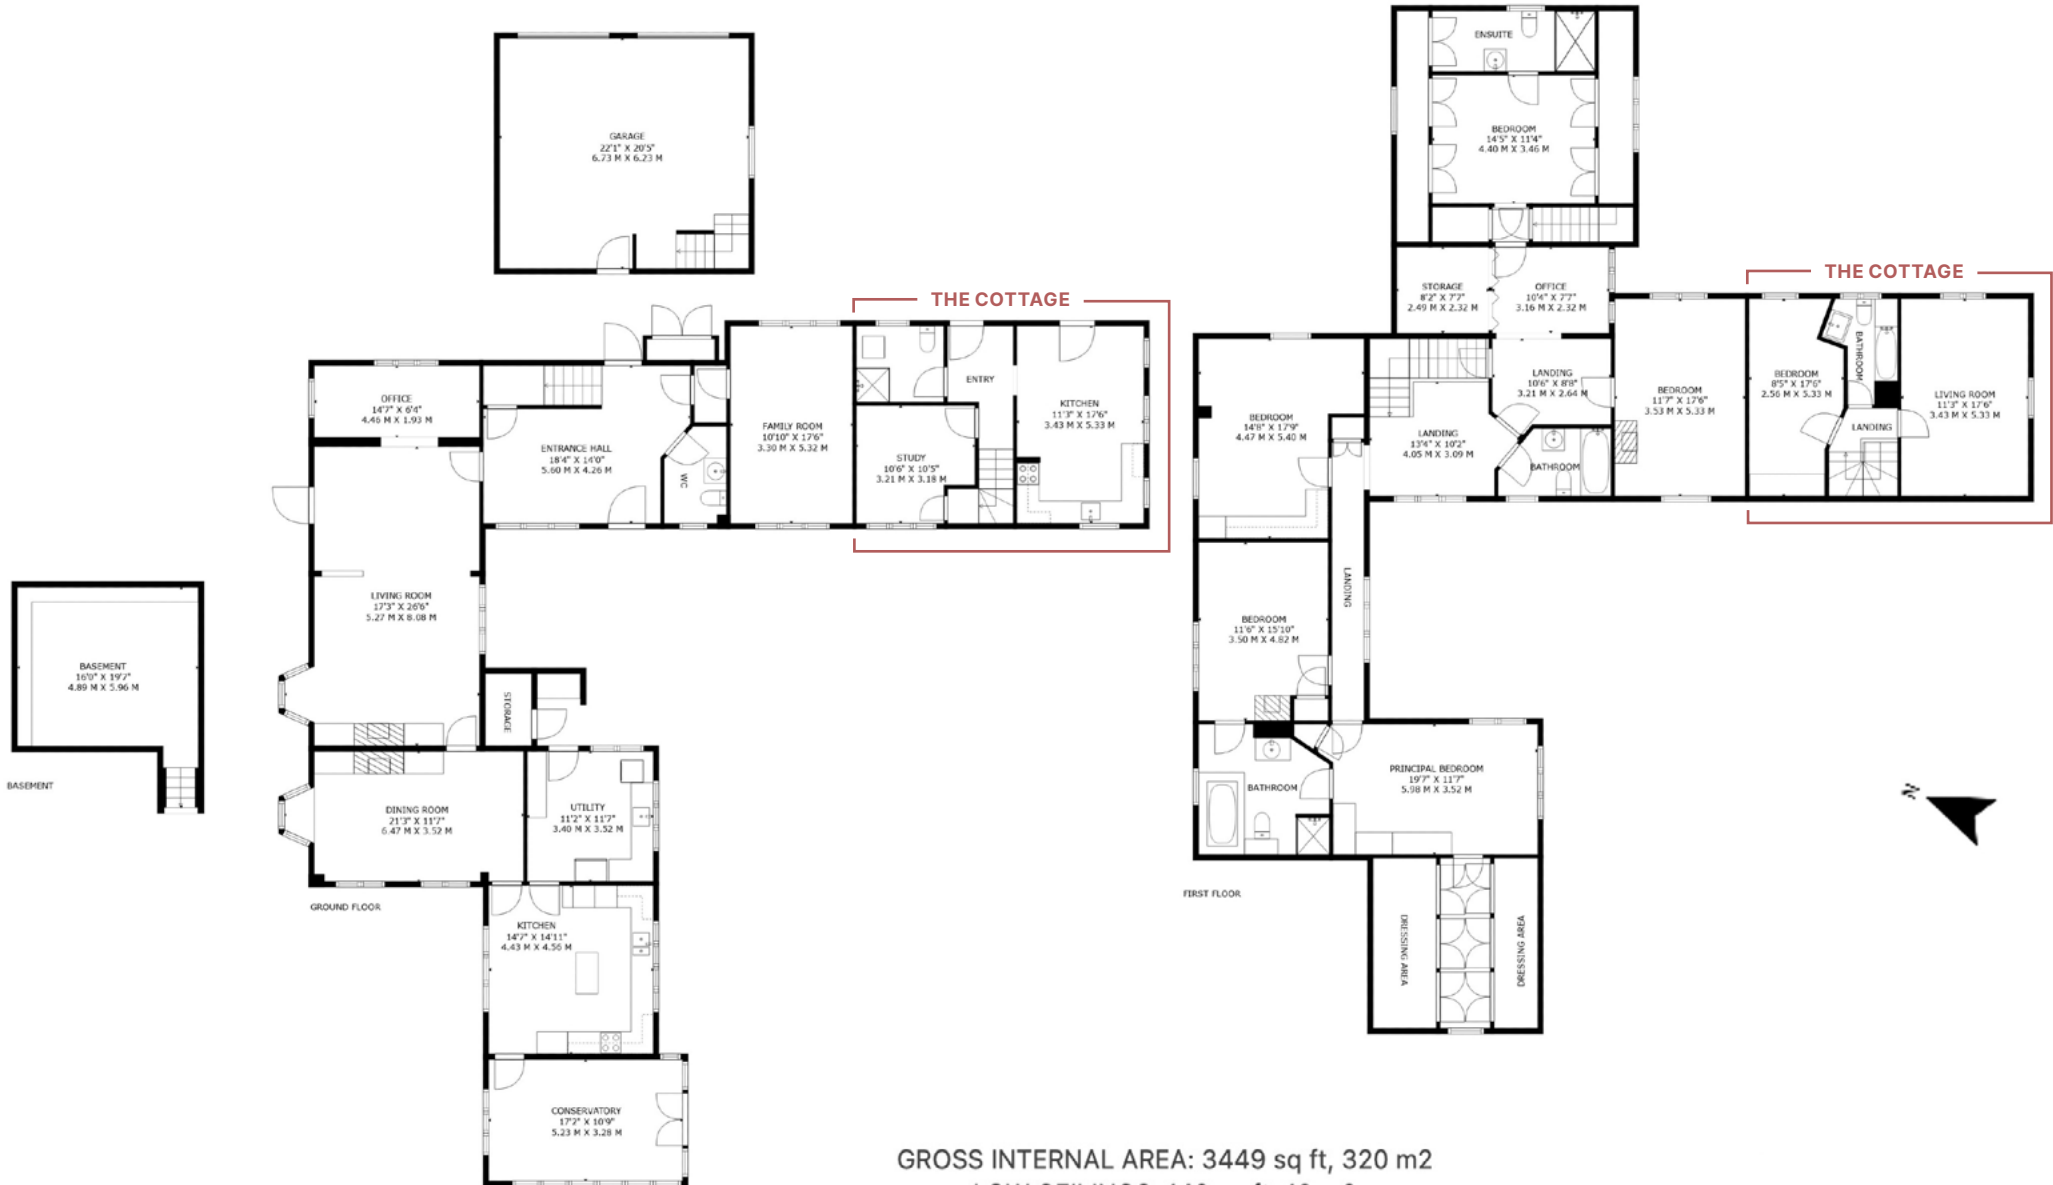 GARAGE
22'1" X 20'5"
6.73 M X 6.23 M
THE COTTAGE
OFFICE
14'7" X 6'4"
4.46 M X 1.93 M
ENTRANCE HALL
18'4" X 14'0"
5.60 M X 4.26 M
WC
FAMILY ROOM
10'10" X 17'6"
3.30 M X 5.32 M
ENTRY
STUDY
10'6" X 10'5"
3.21 M X 3.18 M
KITCHEN
11'3" X 17'6"
3.43 M X 5.33 M
LIVING ROOM
17'3" X 26'6"
5.27 M X 8.08 M
STORAGE
BASEMENT
16'0" X 19'7"
4.89 M X 5.96 M
BASEMENT
DINING ROOM
21'3" X 11'7"
6.47 M X 3.52 M
UTILITY
11'2" X 11'7"
3.40 M X 3.52 M
GROUND FLOOR
KITCHEN
14'7" X 14'11"
4.43 M X 4.56 M
CONSERVATORY
17'2" X 10'9"
5.23 M X 3.28 M
ENSUITE
BEDROOM
14'5" X 11'4"
4.40 M X 3.46 M
STORAGE
8'2" X 7'7"
2.49 M X 2.32 M
OFFICE
10'4" X 7'7"
3.16 M X 2.32 M
THE COTTAGE
BEDROOM
14'8" X 17'9"
4.47 M X 5.40 M
LANDING
13'4" X 10'2"
4.05 M X 3.09 M
LANDING
10'6" X 8'8"
3.21 M X 2.64 M
BATHROOM
BEDROOM
11'7" X 17'6"
3.53 M X 5.33 M
BEDROOM
8'5" X 17'6"
2.56 M X 5.33 M
BATHROOM
LANDING
LIVING ROOM
11'3" X 17'6"
3.43 M X 5.33 M
BEDROOM
11'6" X 15'10"
3.50 M X 4.82 M
LANDING
BATHROOM
PRINCIPAL BEDROOM
19'7" X 11'7"
5.98 M X 3.52 M
DRESSING AREA
DRESSING AREA
FIRST FLOOR
N
GROSS INTERNAL AREA: 3449 sq ft, 320 m2